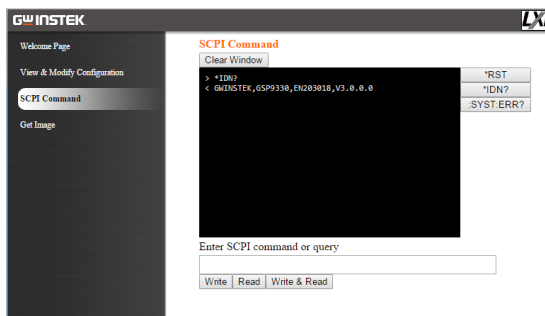 GWINSTEK
LXI
Welcome Page
View & Modify Configuration
SCPI Command
Get Image
SCPI Command
Clear Window
> *IDN?
< GWINSTEK,GSP9330,EN203018,V3.0.0.0
*RST
*IDN?
:SYST:ERR?
Enter SCPI command or query
Write Read Write & Read